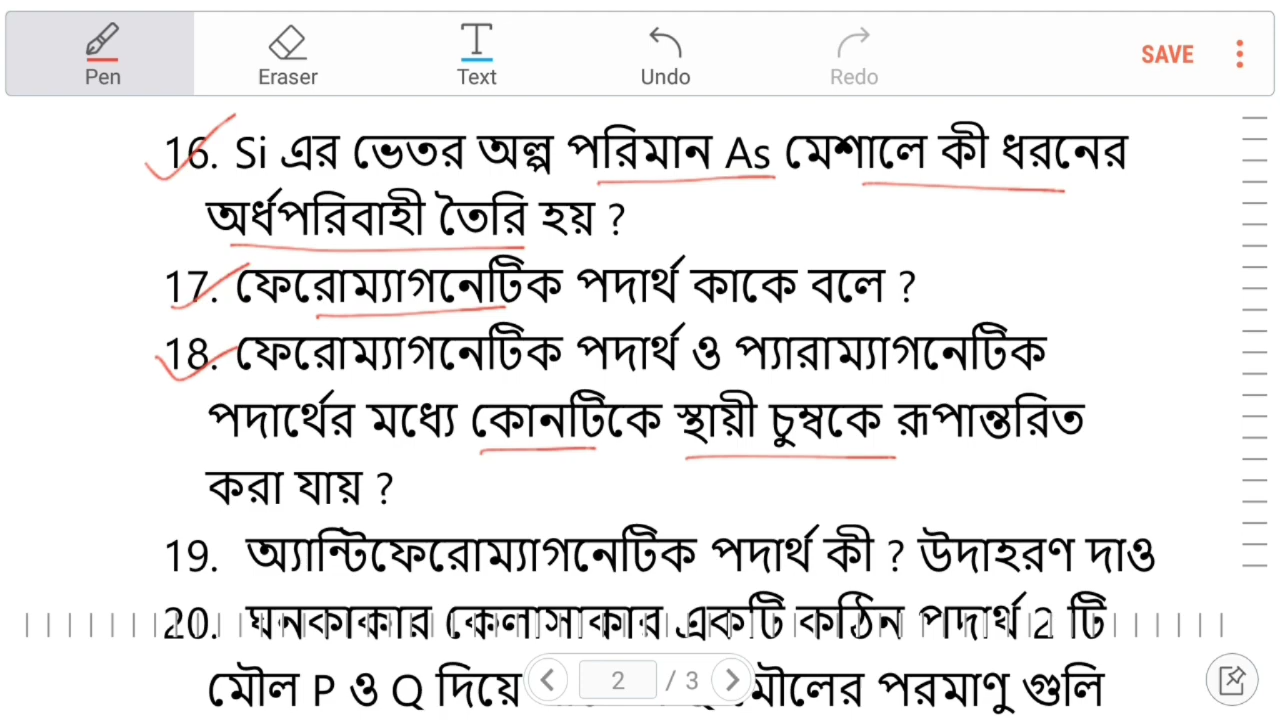 Pen Eraser Text Undo Redo SAVE
16. Si এর ভেতর অল্প পরিমান As মেশালে কী ধরনের
অর্ধপরিবাহী তৈরি হয় ?
17. ফেরোম্যাগনেটিক পদার্থ কাকে বলে ?
18. ফেরোম্যাগনেটিক পদার্থ ও প্যারাম্যাগনেটিক
পদার্থের মধ্যে কোনটিকে স্থায়ী চুম্বকে রূপান্তরিত
করা যায় ?
19. অ্যান্টিফেরোম্যাগনেটিক পদার্থ কী ? উদাহরণ দাও
20. ঘনকাকার কেলাসাকার একটি কঠিন পদার্থ 2 টি
মৌল P ও Q দিয়ে মৌলের পরমাণু গুলি
2 / 3